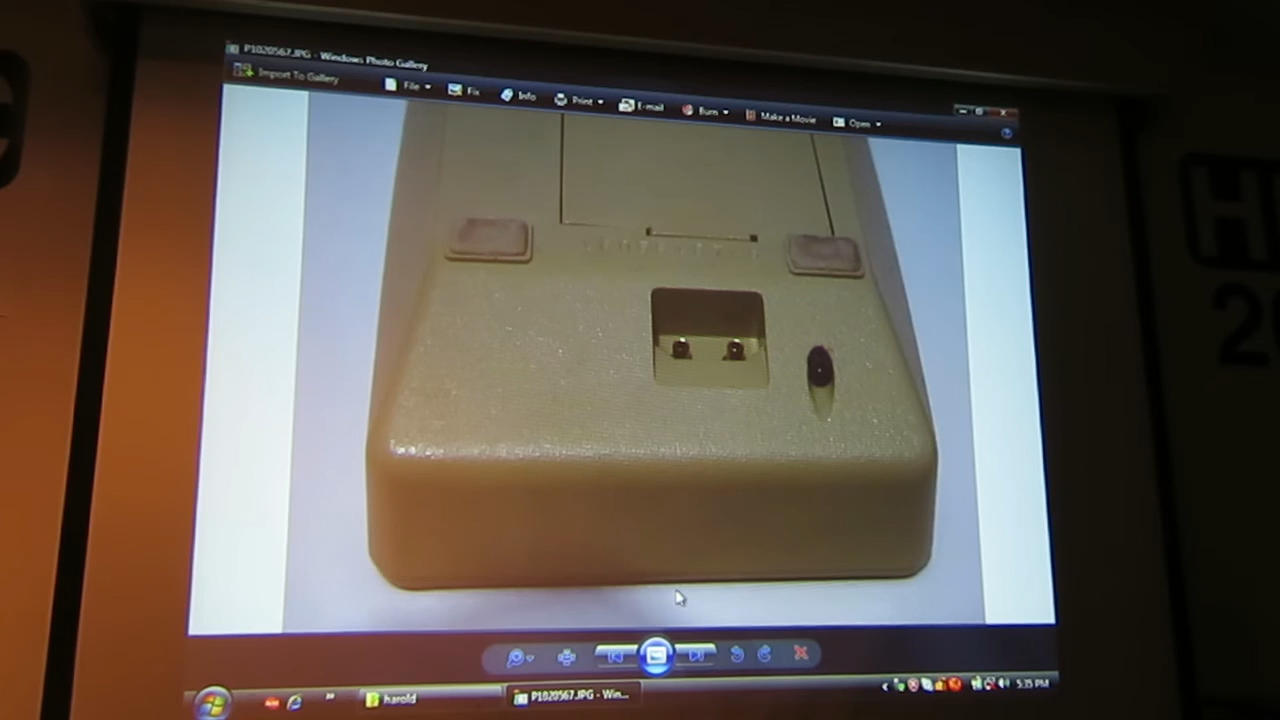 P1020567.JPG - Windows Photo Gallery
Import To Gallery
File Fix Info Print E-mail Burn Make a Movie Open
H
20
harold
P1020567.JPG - Win...
5:35 PM